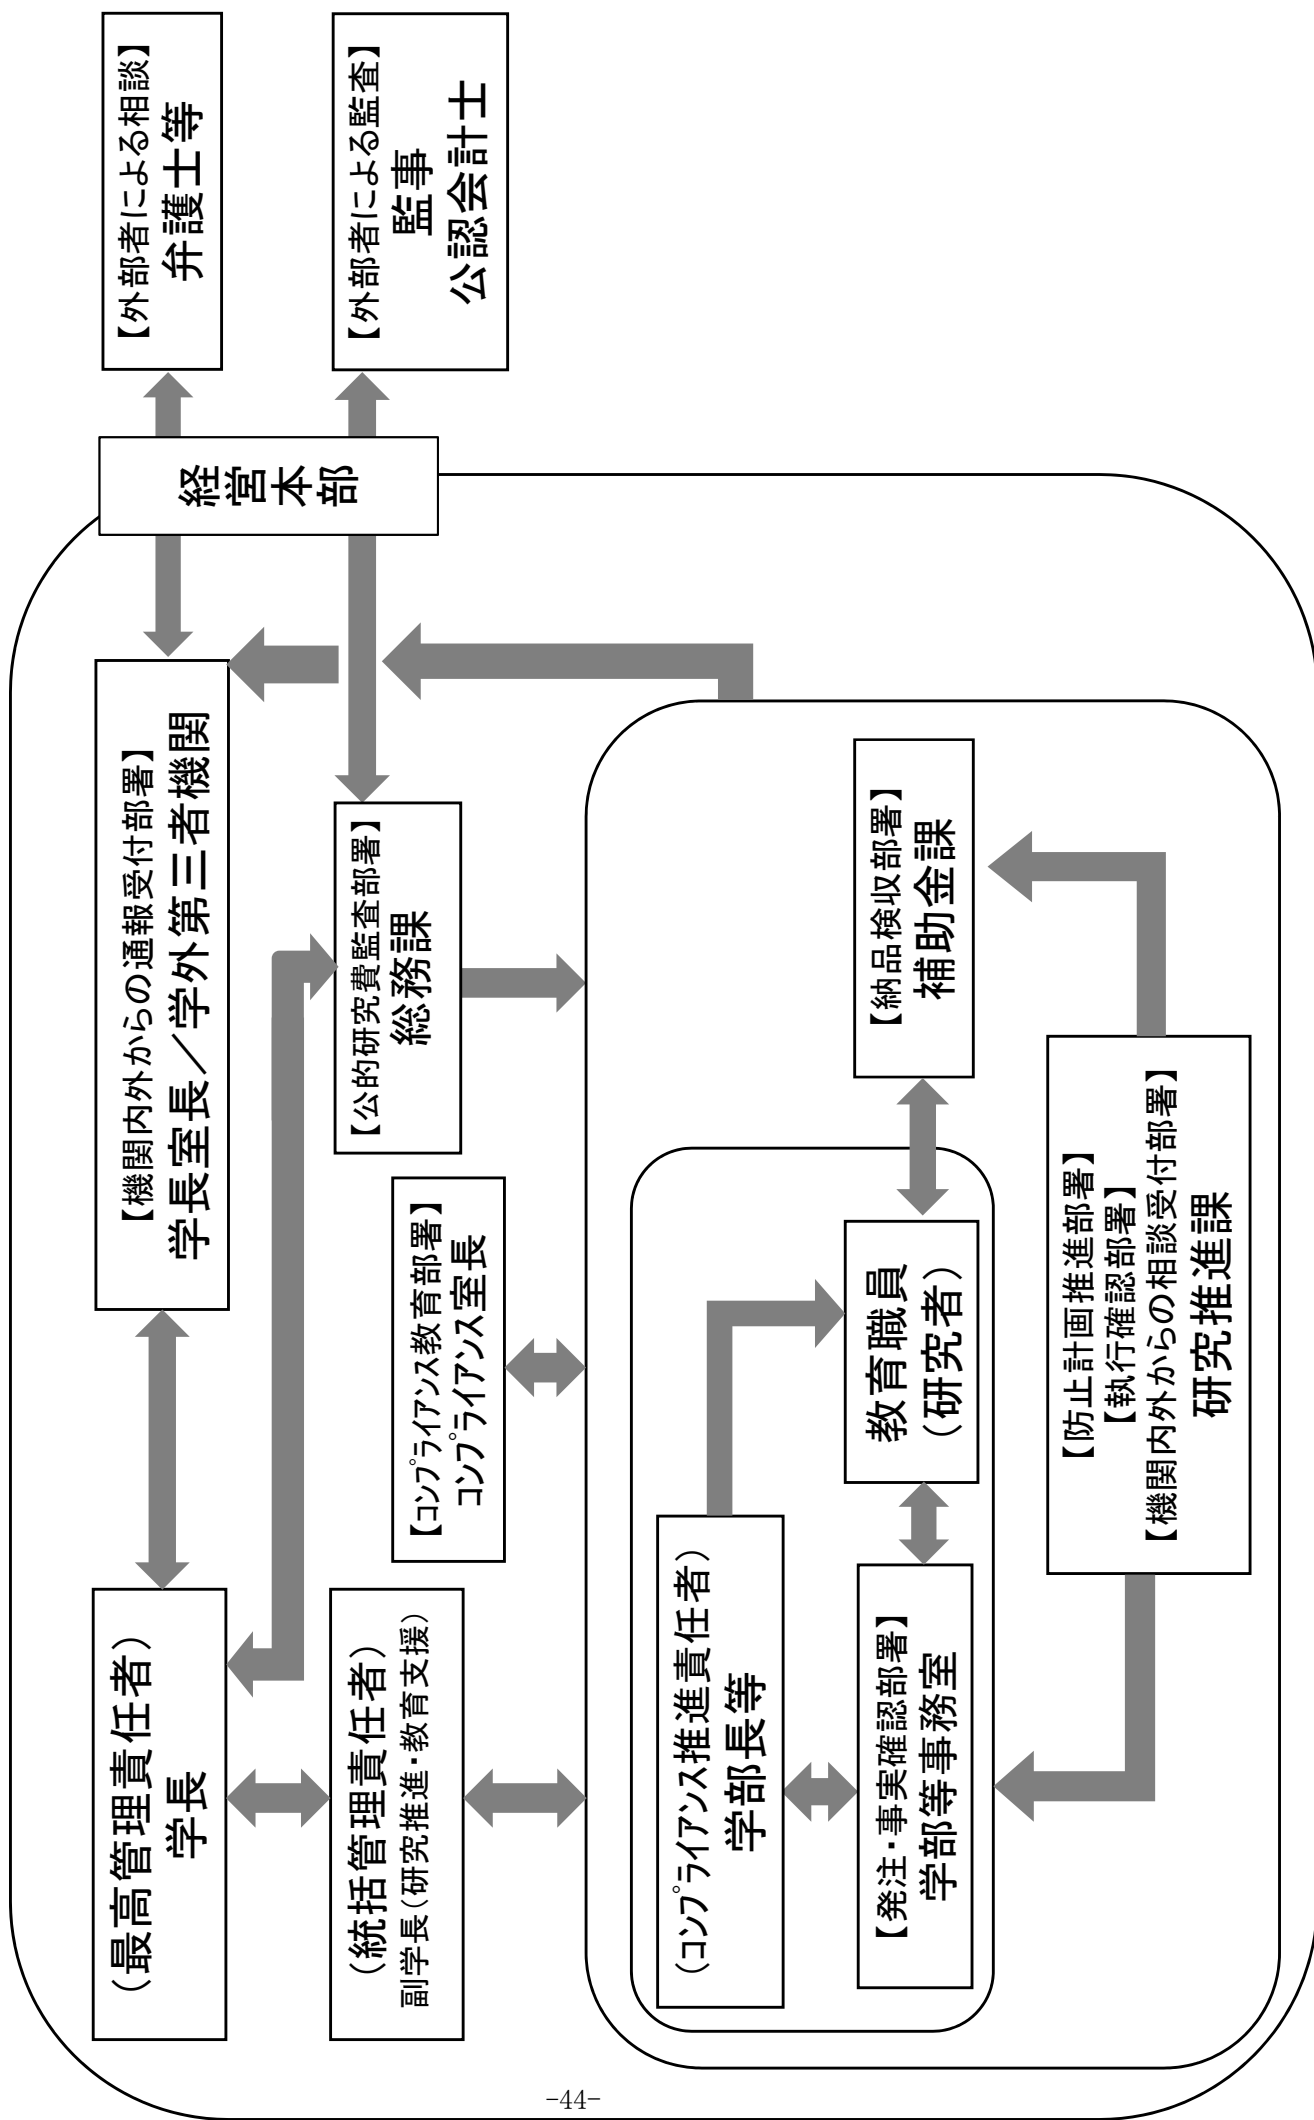 (最高管理責任者)
学長
【機関内外からの通報受付部署】
学長室長／学外第三者機関
経営本部
【外部者による相談】
弁護士等
(統括管理責任者)
副学長(研究推進・教育支援)
【コンプライアンス教育部署】
コンプライアンス室長
【公的研究費監査部署】
総務課
【外部者による監査】
監事
公認会計士
(コンプライアンス推進責任者)
学部長等
【発注・事実確認部署】
学部等事務室
教育職員
(研究者)
【納品検収部署】
補助金課
【防止計画推進部署】
【執行確認部署】
【機関内外からの相談受付部署】
研究推進課
-44-